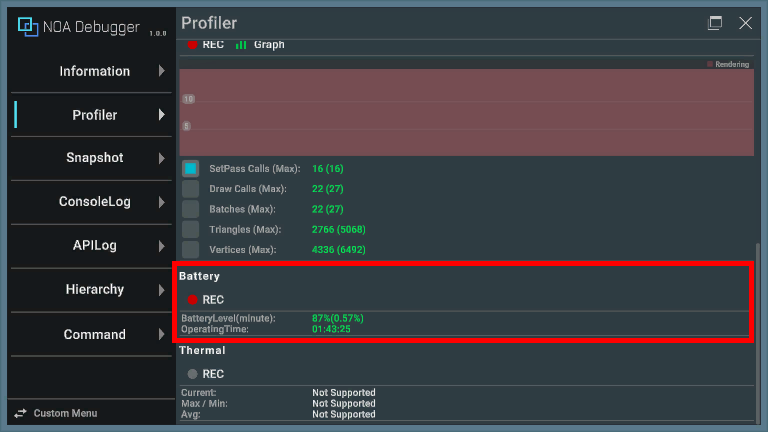 NOA Debugger 1.0.0
Information
Profiler
Snapshot
ConsoleLog
APILog
Hierarchy
Command
Custom Menu
Profiler
REC Graph
Rendering
10
5
SetPass Calls (Max): 16 (16)
Draw Calls (Max): 22 (27)
Batches (Max): 22 (27)
Triangles (Max): 2766 (5068)
Vertices (Max): 4336 (6492)
Battery
REC
BatteryLevel(minute): 87%(0.57%)
OperatingTime: 01:43:25
Thermal
REC
Current: Not Supported
Max / Min: Not Supported
Avg: Not Supported